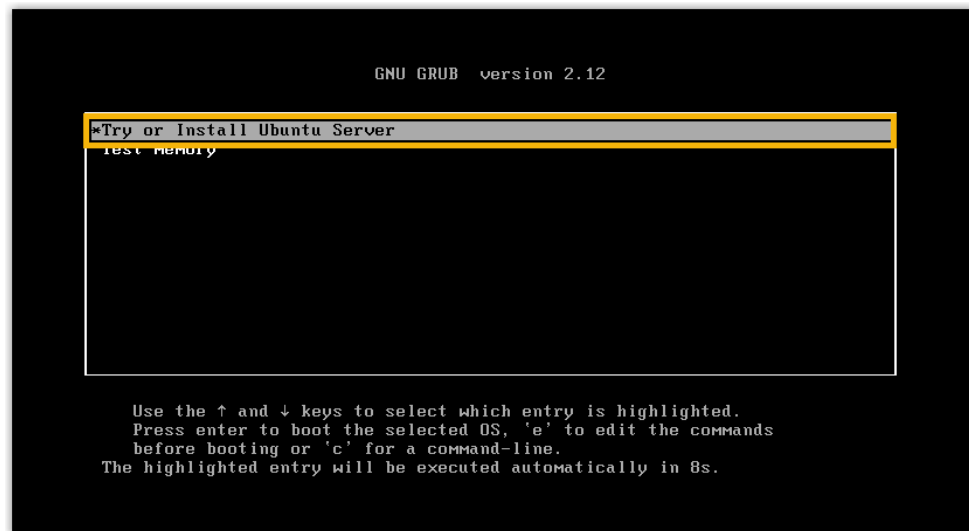 GNU GRUB  version 2.12
*Try or Install Ubuntu Server
Test memory
Use the ↑ and ↓ keys to select which entry is highlighted.
Press enter to boot the selected OS, `e' to edit the commands
before booting or `c' for a command-line.
The highlighted entry will be executed automatically in 8s.